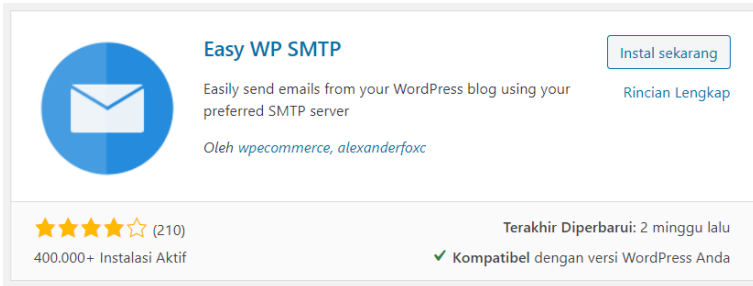 Easy WP SMTP
Instal sekarang
Easily send emails from your WordPress blog using your
preferred SMTP server
Rincian Lengkap
Oleh wpecommerce, alexanderfoxc
(210)
Terakhir Diperbarui: 2 minggu lalu
400.000+ Instalasi Aktif
Kompatibel dengan versi WordPress Anda